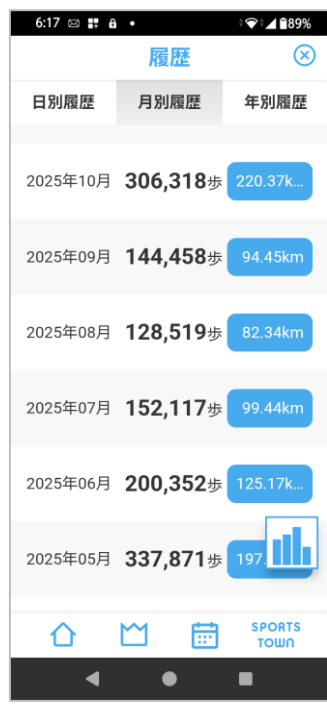 6:17 89%
履歴
日別履歴 月別履歴 年別履歴
2025年10月 306,318歩 220.37k...
2025年09月 144,458歩 94.45km
2025年08月 128,519歩 82.34km
2025年07月 152,117歩 99.44km
2025年06月 200,352歩 125.17k...
2025年05月 337,871歩 197.
SPORTS
TOWN